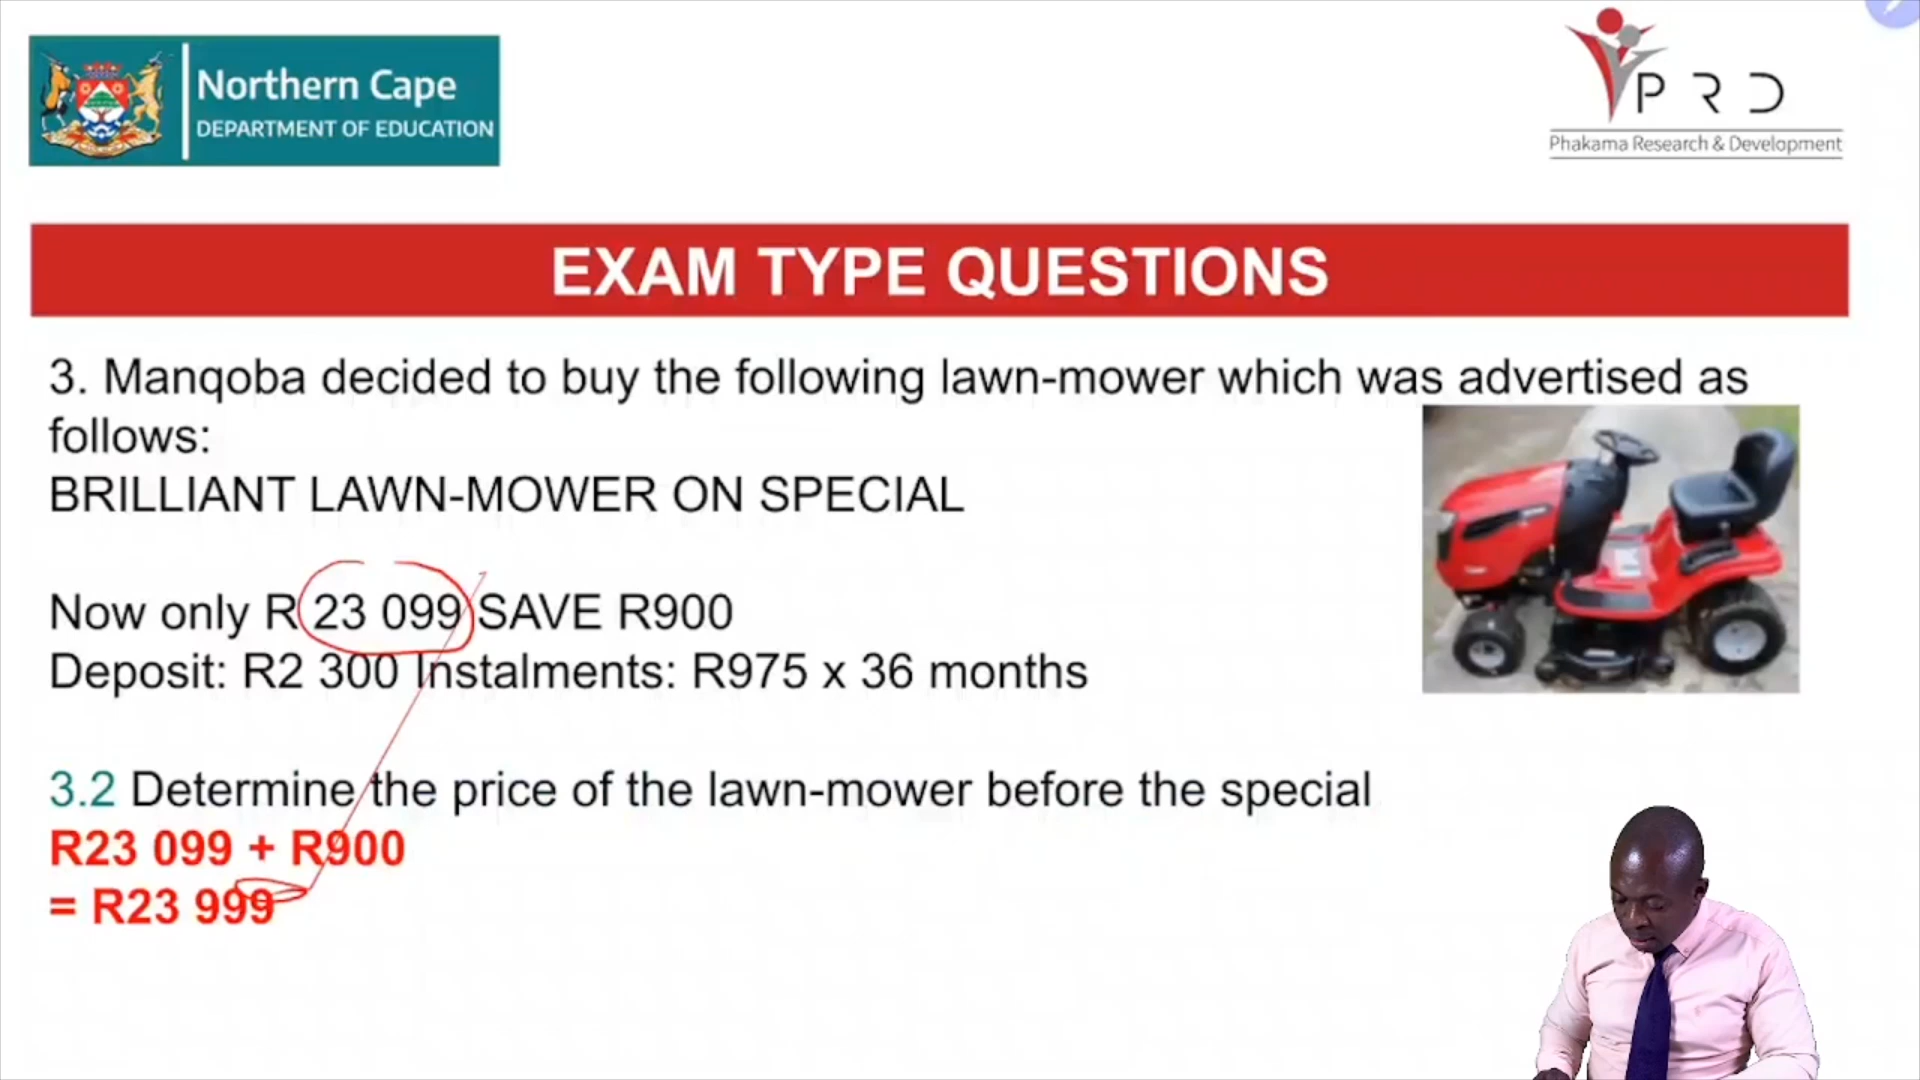 Northern Cape
DEPARTMENT OF EDUCATION
PRD
Phakama Research & Development
EXAM TYPE QUESTIONS
3. Manqoba decided to buy the following lawn-mower which was advertised as
follows:
BRILLIANT LAWN-MOWER ON SPECIAL
Now only R 23 099 SAVE R900
Deposit: R2 300 Instalments: R975 x 36 months
3.2 Determine the price of the lawn-mower before the special
R23 099 + R900
= R23 999